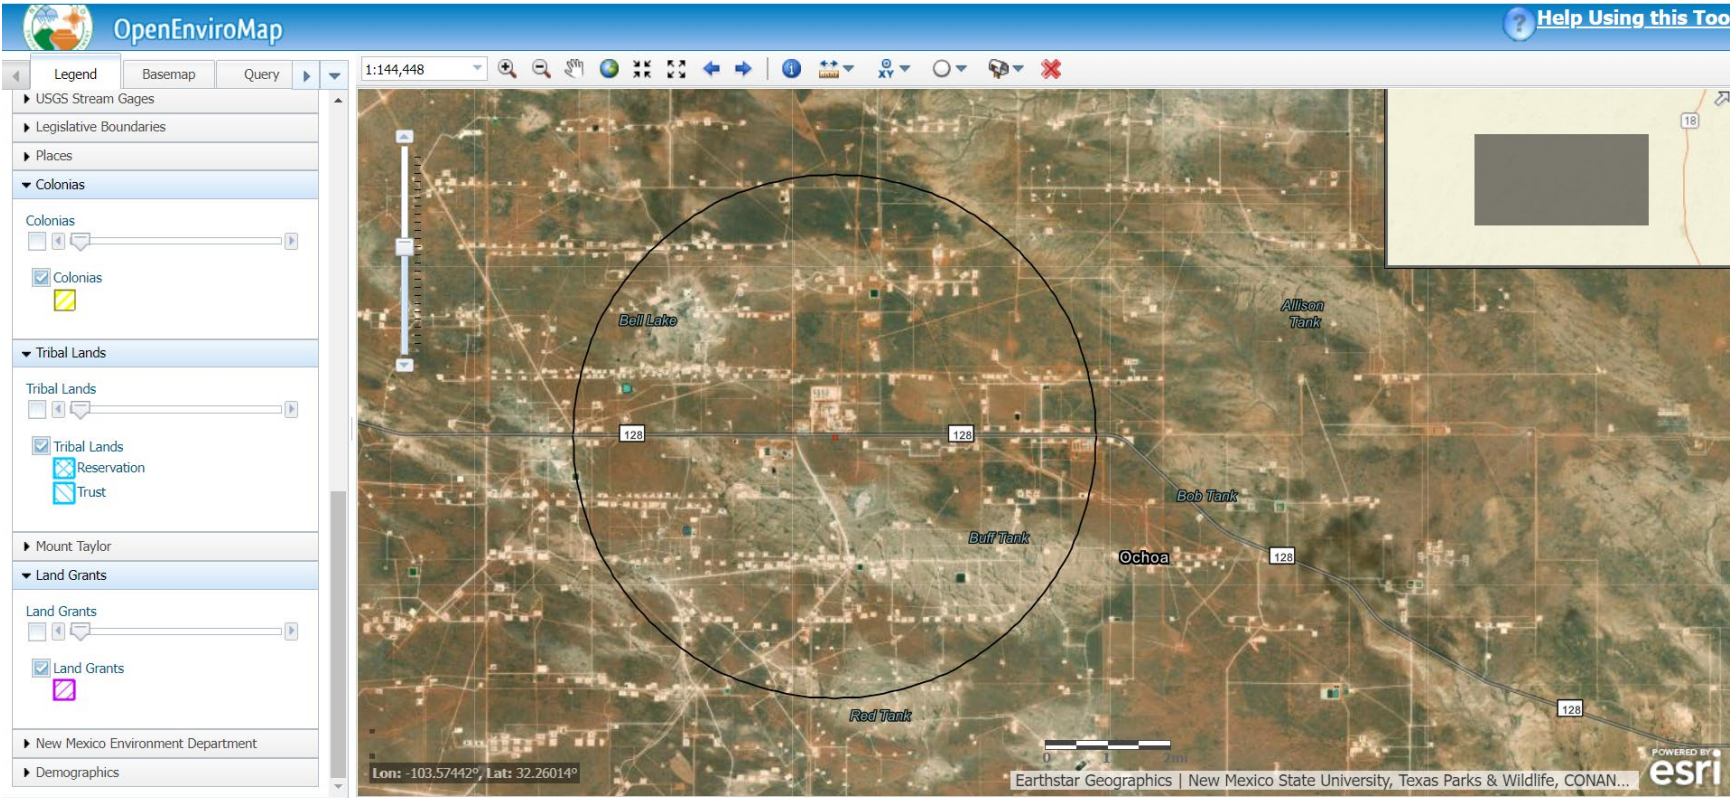 OpenEnviroMap
? Help Using this Too
Legend
Basemap
Query
1:144,448
USGS Stream Gages
Legislative Boundaries
Places
Colonias
Colonias
Colonias
Tribal Lands
Tribal Lands
Tribal Lands
Reservation
Trust
Mount Taylor
Land Grants
Land Grants
Land Grants
New Mexico Environment Department
Demographics
XY
18
Bell Lake
Allison
Tank
128
128
Bob Tank
Buff Tank
Ochoa
128
Red Tank
128
0 1 2mi
Lon: -103.57442°, Lat: 32.26014°
Earthstar Geographics | New Mexico State University, Texas Parks & Wildlife, CONAN...
POWERED BY
esri